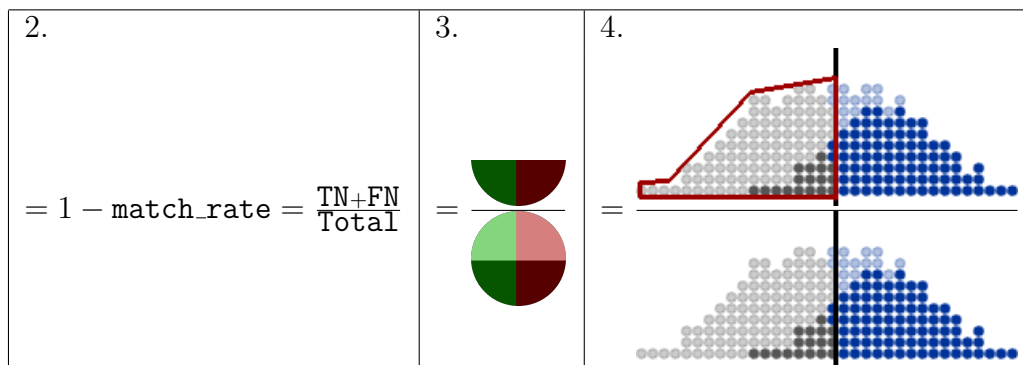 2.
= 1 − match_rate = TN+FN
Total
3.
=
4.
=